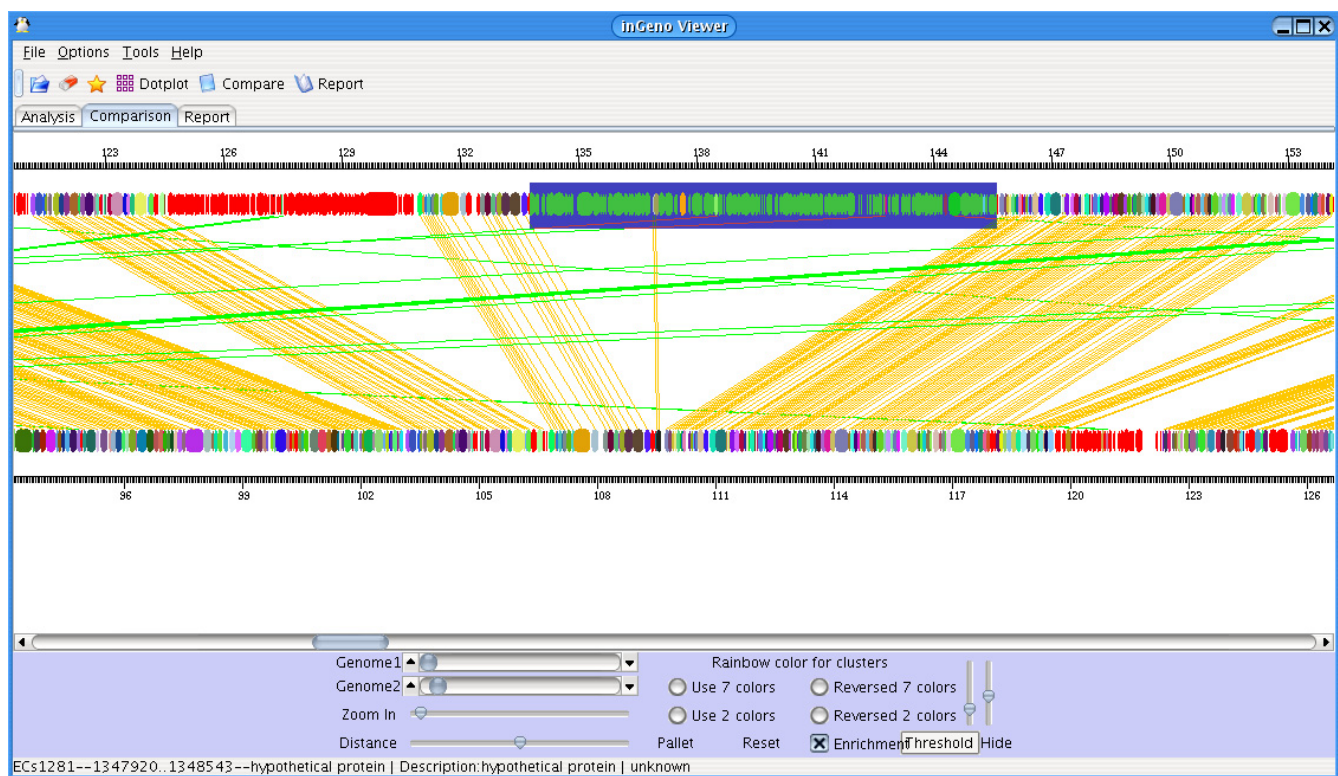 inGeno Viewer
File Options Tools Help
Dotplot Compare Report
Analysis Comparison Report
123 126 129 132 135 138 141 144 147 150 153
96 99 102 105 108 111 114 117 120 123 126
Genome1 Rainbow color for clusters
Genome2 Use 7 colors Reversed 7 colors
Zoom In Use 2 colors Reversed 2 colors
Distance Pallet Reset Enrichment Threshold Hide
ECs1281--1347920..1348543--hypothetical protein | Description:hypothetical protein | unknown